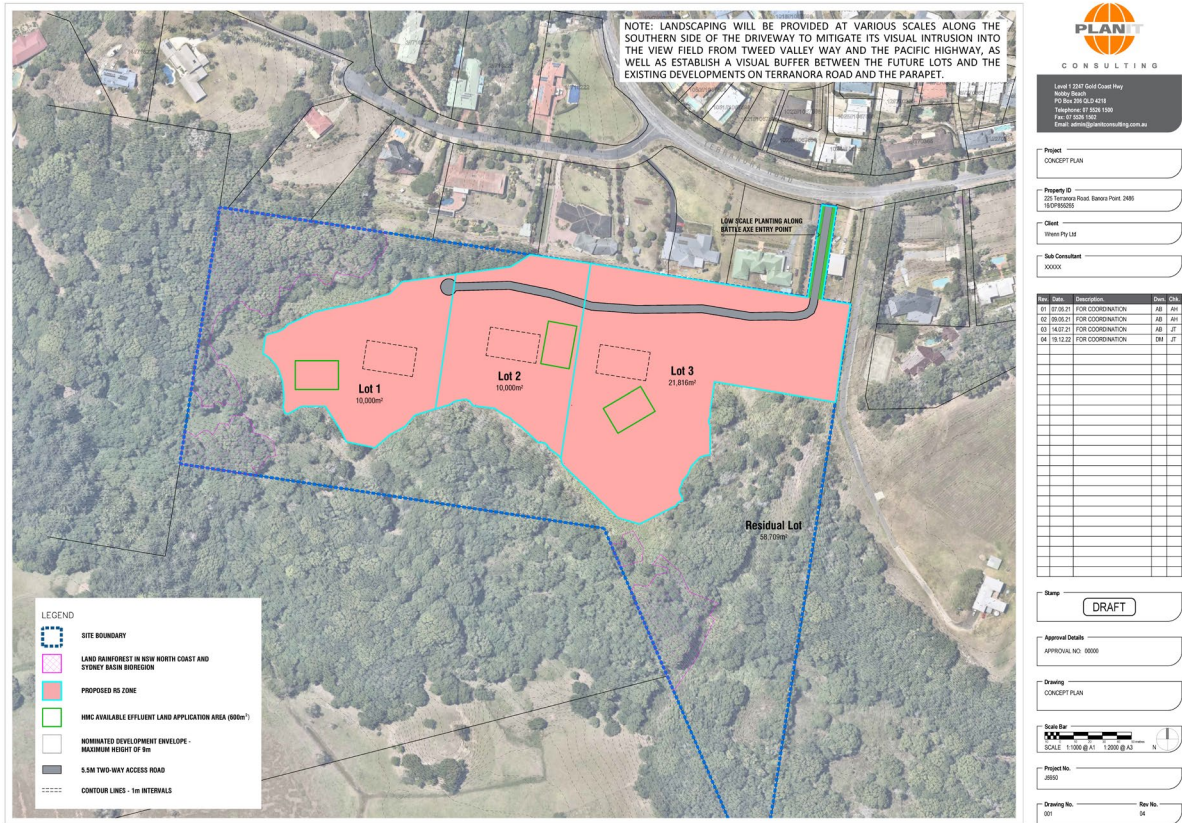 NOTE: LANDSCAPING WILL BE PROVIDED AT VARIOUS SCALES ALONG THE
SOUTHERN SIDE OF THE DRIVEWAY TO MITIGATE ITS VISUAL INTRUSION INTO
THE VIEW FIELD FROM TWEED VALLEY WAY AND THE PACIFIC HIGHWAY, AS
WELL AS ESTABLISH A VISUAL BUFFER BETWEEN THE FUTURE LOTS AND THE
EXISTING DEVELOPMENTS ON TERRANORA ROAD AND THE PARAPET.
LOW SCALE PLANTING ALONG
BATTLE AXE ENTRY POINT
Lot 1
10,000m²
Lot 2
10,000m²
Lot 3
21,816m²
Residual Lot
58,709m²
LEGEND
SITE BOUNDARY
LAND RAINFOREST IN NSW NORTH COAST AND
SYDNEY BASIN BIOREGION
PROPOSED R5 ZONE
HMC AVAILABLE EFFLUENT LAND APPLICATION AREA (600m²)
NOMINATED DEVELOPMENT ENVELOPE -
MAXIMUM HEIGHT OF 9m
5.5M TWO-WAY ACCESS ROAD
CONTOUR LINES - 1m INTERVALS
PLANIT
CONSULTING
Level 1 2247 Gold Coast Hwy
Nobby Beach
PO Box 206 QLD 4218
Telephone: 07 5526 1500
Fax: 07 5526 1502
Email: admin@planitconsulting.com.au
Project
CONCEPT PLAN
Property ID
225 Terranora Road, Banora Point, 2486
16/DP856265
Client
Wrenn Pty Ltd
Sub Consultant
XXXXX
Rev. Date. Description. Dwn. Chk.
01 07.05.21 FOR COORDINATION AB AH
02 09.05.21 FOR COORDINATION AB AH
03 14.07.21 FOR COORDINATION AB JT
04 19.12.22 FOR COORDINATION DM JT
Stamp
DRAFT
Approval Details
APPROVAL NO: 00000
Drawing
CONCEPT PLAN
Scale Bar
SCALE 1:1000 @ A1 1:2000 @ A3 N
Project No.
J6950
Drawing No. Rev No.
001 04